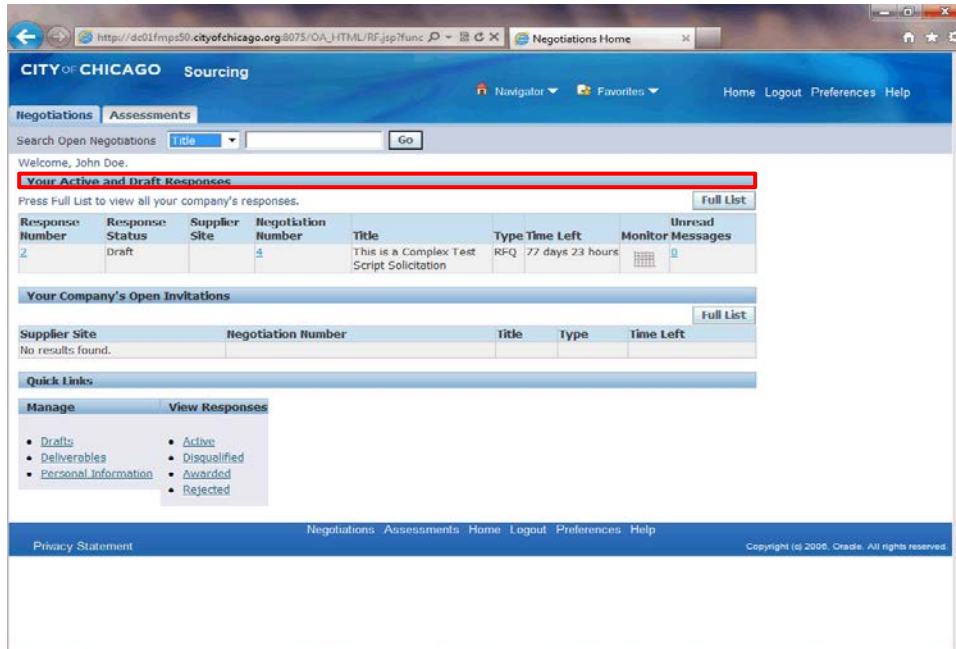 http://dc01fmps50.cityofchicago.org:8075/OA_HTML/RF.jsp?func
Negotiations Home
CITY OF CHICAGO Sourcing
Navigator Favorites Home Logout Preferences Help
Negotiations Assessments
Search Open Negotiations Title Go
Welcome, John Doe.
Your Active and Draft Responses
Press Full List to view all your company's responses. Full List
Response Number Response Status Supplier Site Negotiation Number Title Type Time Left Monitor Unread Messages
2 Draft 4 This is a Complex Test RFQ 77 days 23 hours 0
Script Solicitation
Your Company's Open Invitations
Full List
Supplier Site Negotiation Number Title Type Time Left
No results found.
Quick Links
Manage View Responses
• Drafts • Active
• Deliverables • Disqualified
• Personal Information • Awarded
• Rejected
Negotiations Assessments Home Logout Preferences Help
Privacy Statement Copyright (c) 2006, Oracle. All rights reserved.